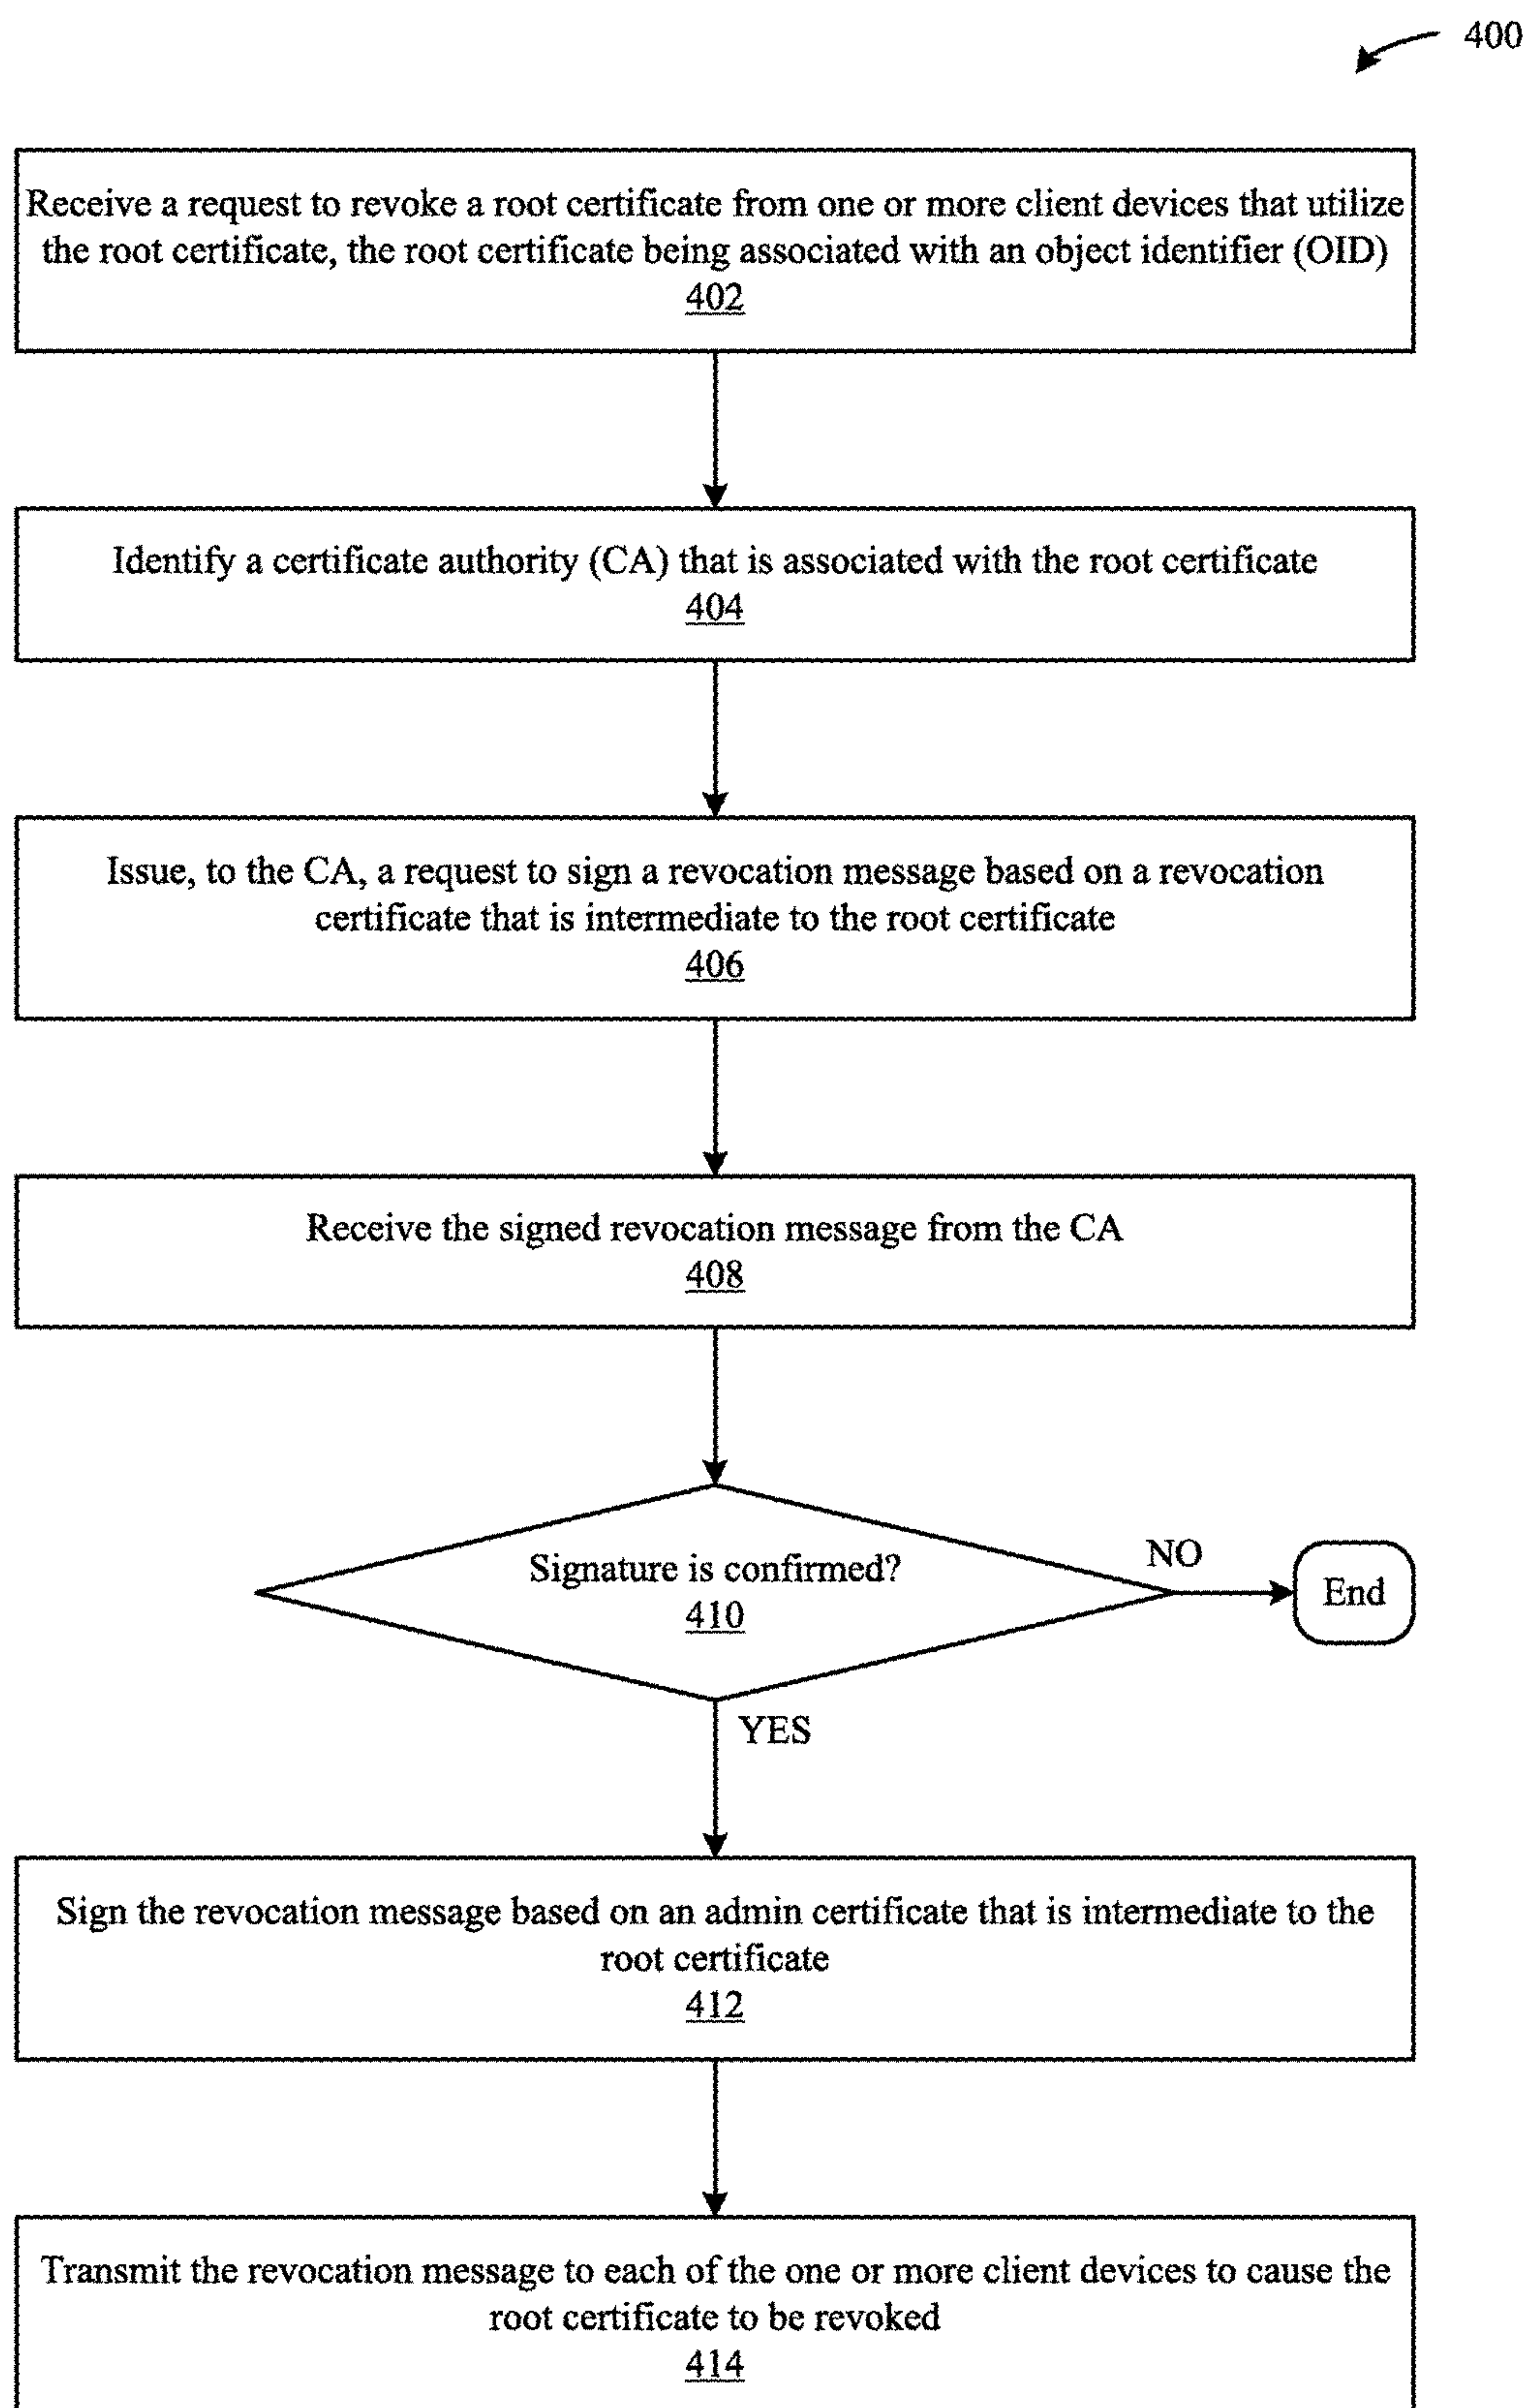 400
Receive a request to revoke a root certificate from one or more client devices that utilize
the root certificate, the root certificate being associated with an object identifier (OID)
402
Identify a certificate authority (CA) that is associated with the root certificate
404
Issue, to the CA, a request to sign a revocation message based on a revocation
certificate that is intermediate to the root certificate
406
Receive the signed revocation message from the CA
408
Signature is confirmed?
410
NO
End
YES
Sign the revocation message based on an admin certificate that is intermediate to the
root certificate
412
Transmit the revocation message to each of the one or more client devices to cause the
root certificate to be revoked
414